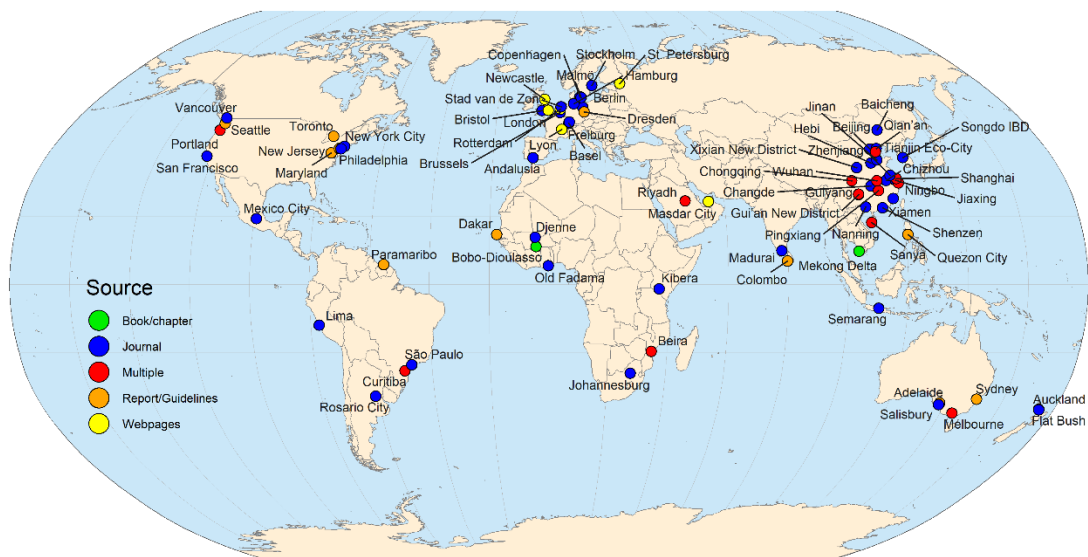 Copenhagen
Stockholm
St. Petersburg
Newcastle
Malmö
Hamburg
Stad van de Zon
Berlin
Bristol
London
Dresden
Rotterdam
Freiburg
Brussels
Lyon
Basel
Andalusia
Vancouver
Seattle
Toronto
New York City
Portland
New Jersey
Philadelphia
San Francisco
Maryland
Mexico City
Jinan
Baicheng
Beijing
Qian'an
Hebi
Songdo IBD
Zhenjiang
Tianjin Eco-City
Xixian New District
Chizhou
Chongqing
Wuhan
Shanghai
Changde
Guiyang
Ningbo
Jiaxing
Gui'an New District
Xiamen
Pingxiang
Nanning
Shenzen
Sanya
Quezon City
Riyadh
Masdar City
Dakar
Djenne
Bobo-Dioulasso
Old Fadama
Kibera
Madurai
Colombo
Mekong Delta
Semarang
Paramaribo
Lima
São Paulo
Curitiba
Rosario City
Beira
Johannesburg
Adelaide
Sydney
Salisbury
Melbourne
Auckland
Flat Bush
Source
Book/chapter
Journal
Multiple
Report/Guidelines
Webpages